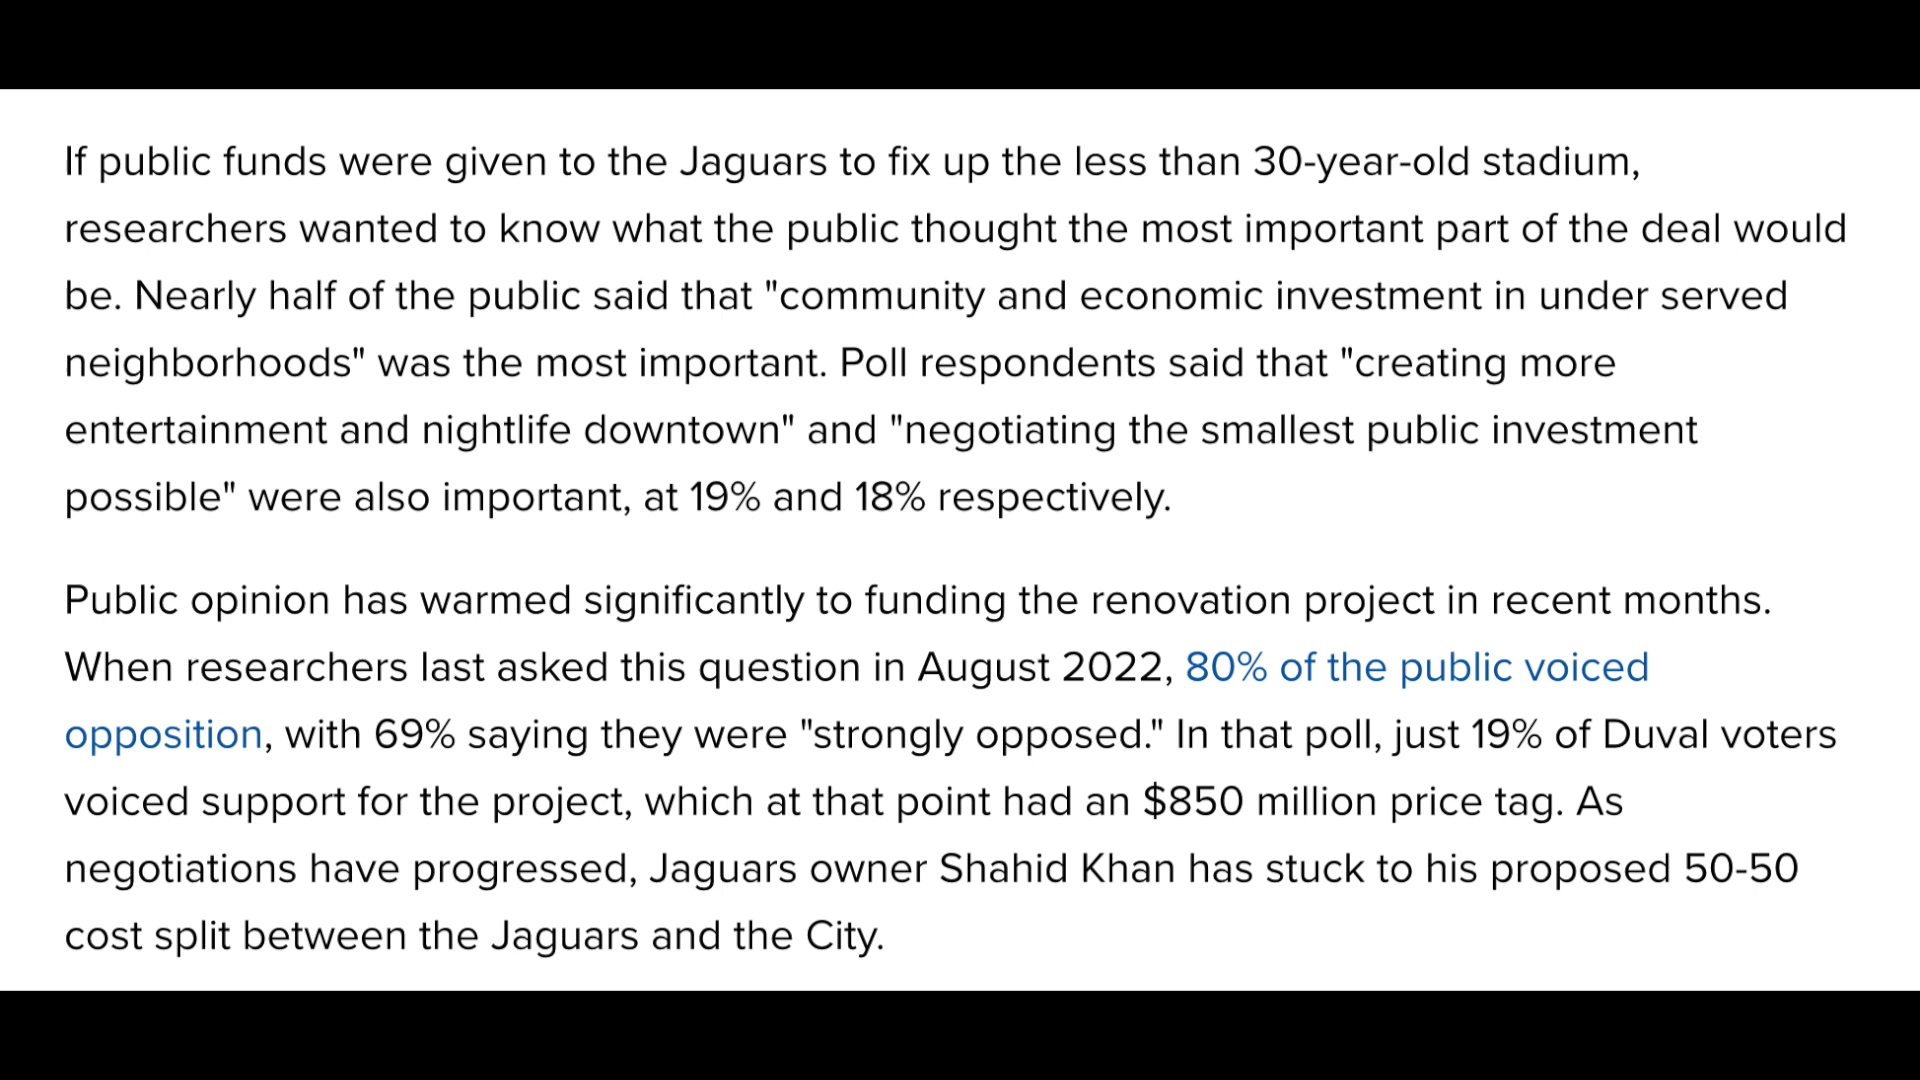 If public funds were given to the Jaguars to fix up the less than 30-year-old stadium,
researchers wanted to know what the public thought the most important part of the deal would
be. Nearly half of the public said that "community and economic investment in under served
neighborhoods" was the most important. Poll respondents said that "creating more
entertainment and nightlife downtown" and "negotiating the smallest public investment
possible" were also important, at 19% and 18% respectively.
Public opinion has warmed significantly to funding the renovation project in recent months.
When researchers last asked this question in August 2022, 80% of the public voiced
opposition, with 69% saying they were "strongly opposed." In that poll, just 19% of Duval voters
voiced support for the project, which at that point had an $850 million price tag. As
negotiations have progressed, Jaguars owner Shahid Khan has stuck to his proposed 50-50
cost split between the Jaguars and the City.